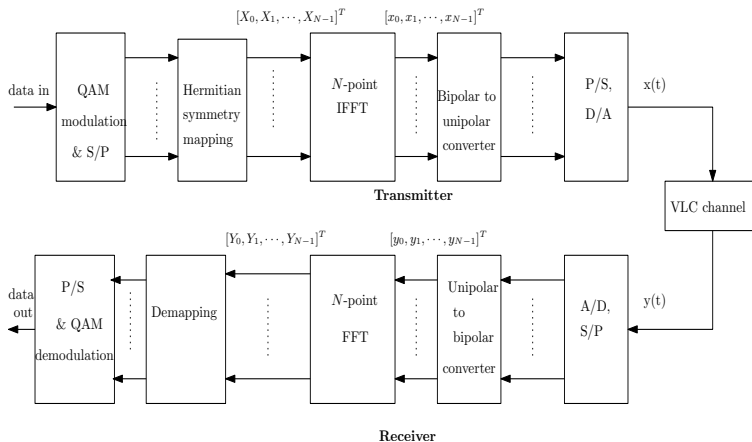 [X_0, X_1, ⋯, X_{N−1}]^T
[x_0, x_1, ⋯, x_{N−1}]^T
data in
QAM
modulation
& S/P
Hermitian
symmetry
mapping
N-point
IFFT
Bipolar to
unipolar
converter
P/S,
D/A
x(t)
Transmitter
VLC channel
[Y_0, Y_1, ⋯, Y_{N−1}]^T
[y_0, y_1, ⋯, y_{N−1}]^T
data
out
P/S
& QAM
demodulation
Demapping
N-point
FFT
Unipolar
to
bipolar
converter
A/D,
S/P
y(t)
Receiver